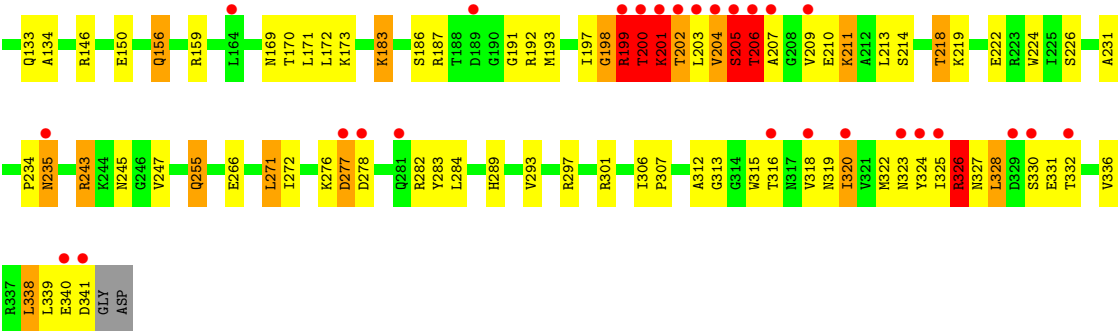 Q133 A134 R146 E150 Q156 R159 L164 N169 T170 L171 L172 K173 K183 S186 R187 T188 D189 G190 G191 R192 M193 I197 G198 R199 T200 K201 T202 L203 V204 S205 T206 A207 G208 V209 E210 K211 A212 L213 S214 T218 K219 E222 R223 W224 I225 S226 A231
P234 N235 R243 K244 N245 G246 V247 Q255 E266 L271 I272 K276 D277 D278 Q281 R282 Y283 L284 H289 V293 R297 R301 I306 P307 A312 G313 G314 W315 T316 N317 V318 N319 I320 V321 M322 N323 Y324 I325 R326 N327 L328 D329 S330 E331 T332 V336
R337 L338 L339 E340 D341 GLY ASP